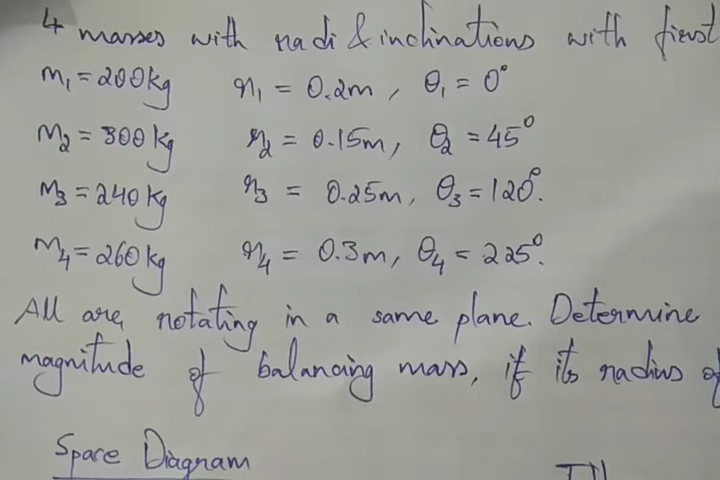 4 masses with radi & inclinations with first
m₁ = 200kg r₁ = 0.2m , θ₁ = 0°
m₂ = 300 kg r₂ = 0.15m, θ₂ = 45°
m₃ = 240 kg r₃ = 0.25m, θ₃ = 120°.
m₄ = 260 kg r₄ = 0.3m, θ₄ = 225°.
All are, rotating in a same plane. Determine
magnitude of balancing mass, if its radius of
Space Diagram